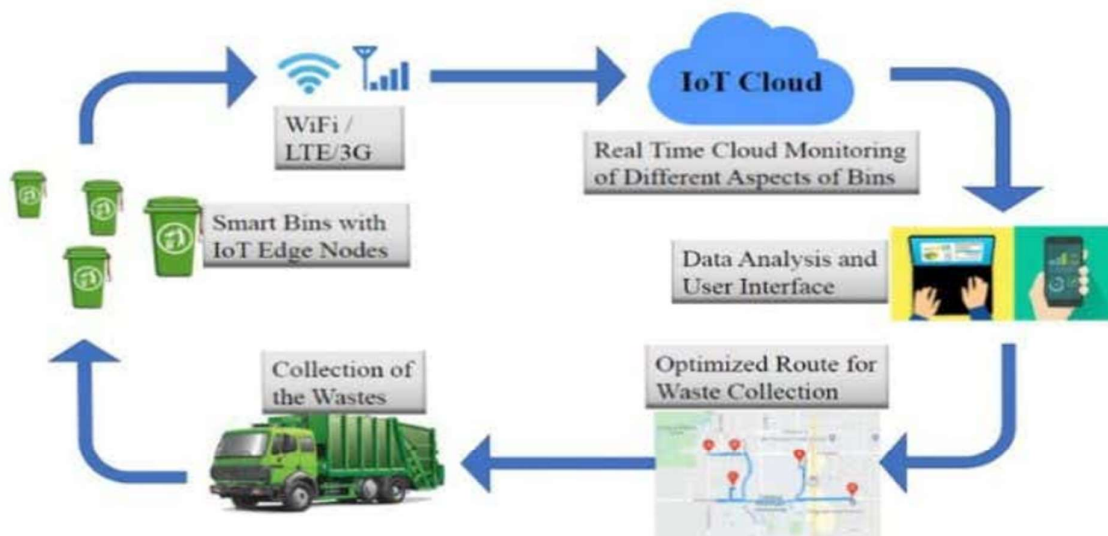 WiFi /
LTE/3G
IoT Cloud
Real Time Cloud Monitoring
of Different Aspects of Bins
Smart Bins with
IoT Edge Nodes
Data Analysis and
User Interface
Optimized Route for
Waste Collection
Collection of
the Wastes